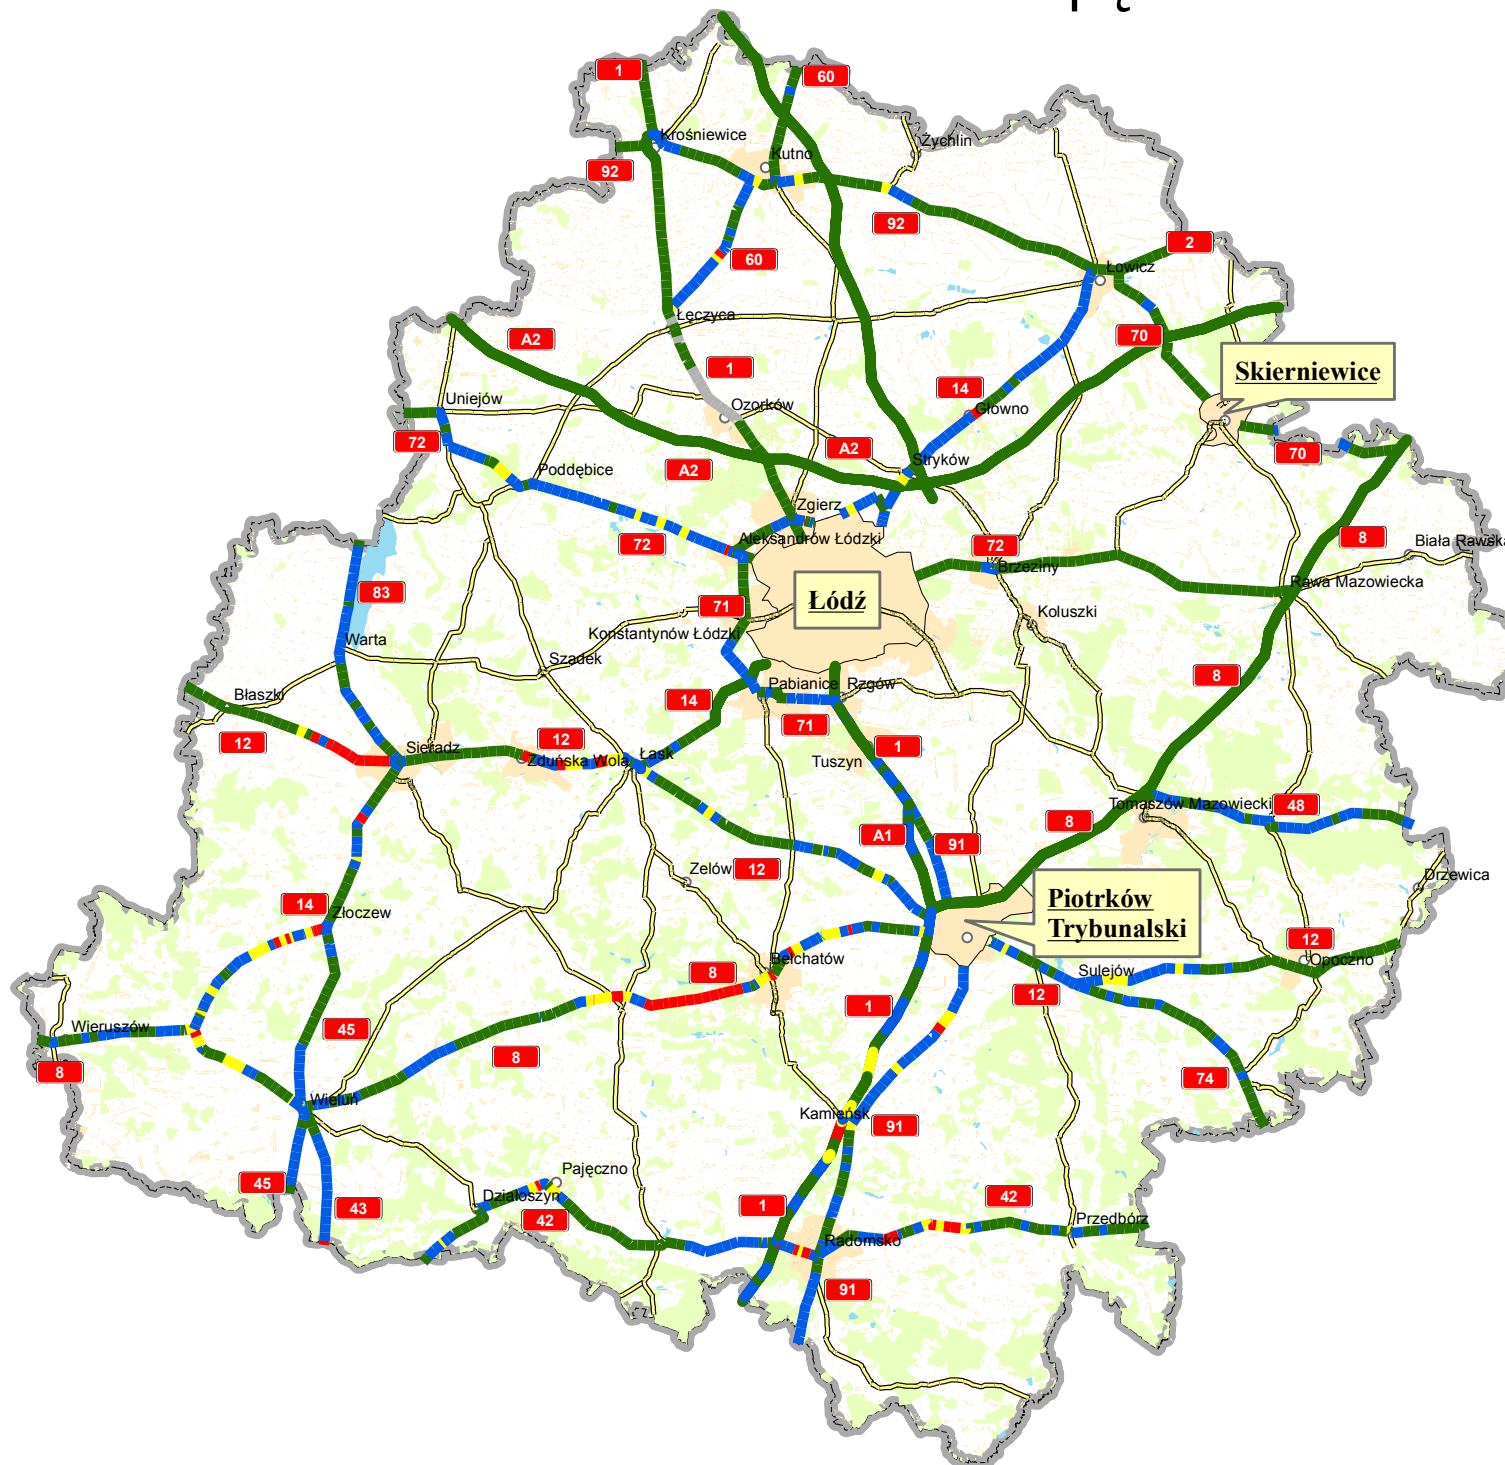 1
60
Krośniewice
Żychlin
Kutno
92
92
2
60
Łowicz
Łęczyca
A2
70
1
Skierniewice
14
Uniejów
Ozorków
Głowno
72
A2
70
Stryków
Poddębice
A2
Zgierz
8
72
Aleksandrów Łódzki
72
Biała Rawska
Brzeziny
Rawa Mazowiecka
83
Łódź
71
Koluszki
Konstantynów Łódzki
Warta
Szadek
8
Błaszki
Pabianice
Rzgów
14
71
12
12
Sieradz
1
Łask
Zduńska Wola
Tuszyn
Tomaszów Mazowiecki
48
8
A1
91
Zelów
12
Drzewica
14
Złoczew
Piotrków
Trybunalski
12
Bełchatów
Opoczno
8
Sulejów
12
1
Wieruszów
45
8
8
74
Wieluń
Kamieńsk
91
Pajęczno
45
Działoszyn
43
42
1
42
Przedbórz
Radomsko
91